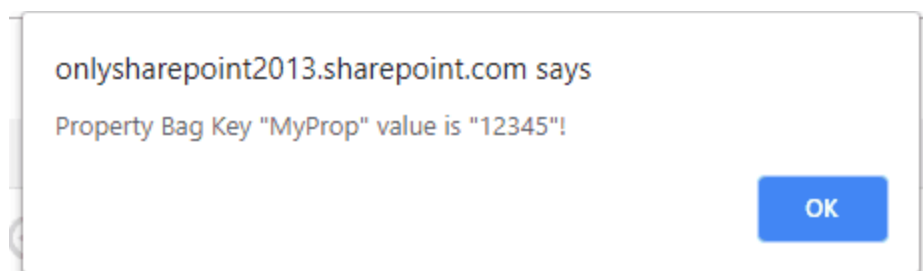 onlysharepoint2013.sharepoint.com says
Property Bag Key "MyProp" value is "12345"!
OK